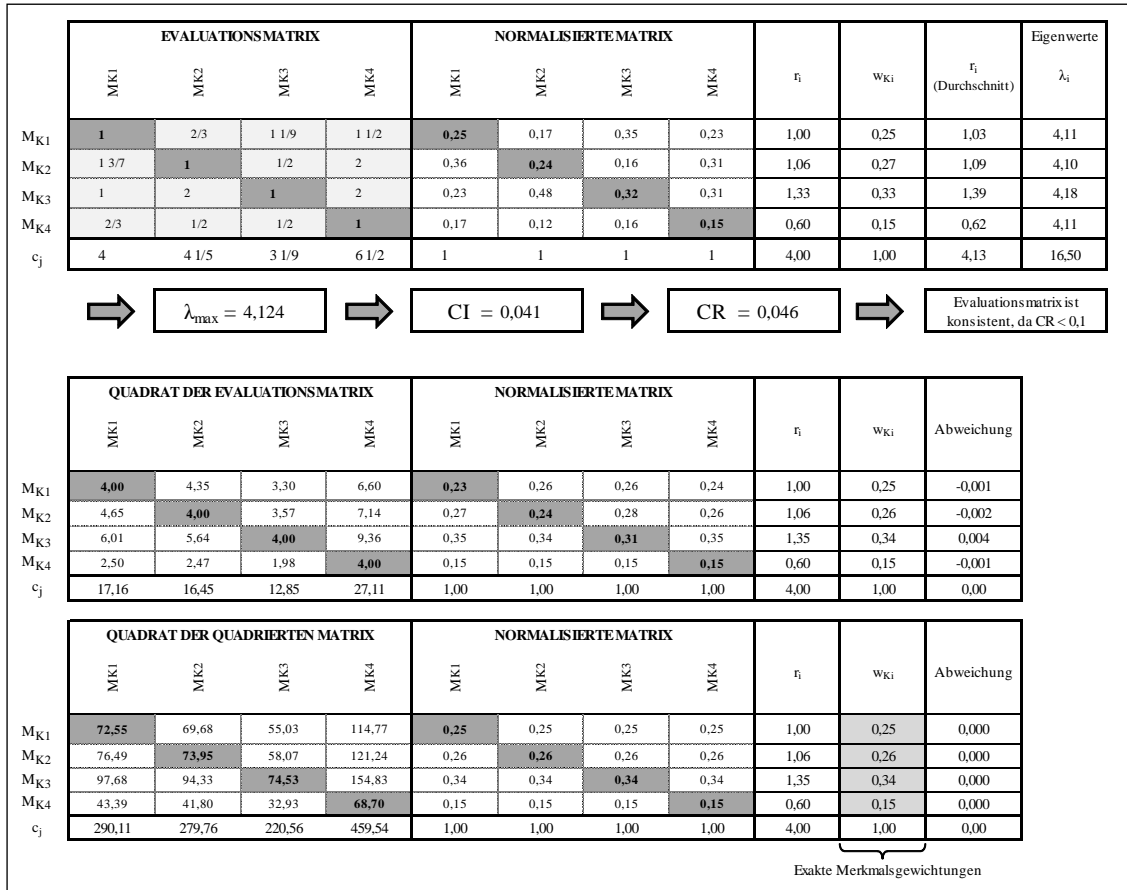 EVALUATIONSMATRIX NORMALISIERTE MATRIX Eigenwerte
MK1 MK2 MK3 MK4 MK1 MK2 MK3 MK4 ri wKi ri (Durchschnitt) λi
MK1 1 2/3 1 1/9 1 1/2 0,25 0,17 0,35 0,23 1,00 0,25 1,03 4,11
MK2 1 3/7 1 1/2 2 0,36 0,24 0,16 0,31 1,06 0,27 1,09 4,10
MK3 1 2 1 2 0,23 0,48 0,32 0,31 1,33 0,33 1,39 4,18
MK4 2/3 1/2 1/2 1 0,17 0,12 0,16 0,15 0,60 0,15 0,62 4,11
cj 4 4 1/5 3 1/9 6 1/2 1 1 1 1 4,00 1,00 4,13 16,50
λmax = 4,124 CI = 0,041 CR = 0,046 Evaluationsmatrix ist
konsistent, da CR < 0,1
QUADRAT DER EVALUATIONSMATRIX NORMALISIERTE MATRIX
MK1 MK2 MK3 MK4 MK1 MK2 MK3 MK4 ri wKi Abweichung
MK1 4,00 4,35 3,30 6,60 0,23 0,26 0,26 0,24 1,00 0,25 -0,001
MK2 4,65 4,00 3,57 7,14 0,27 0,24 0,28 0,26 1,06 0,26 -0,002
MK3 6,01 5,64 4,00 9,36 0,35 0,34 0,31 0,35 1,35 0,34 0,004
MK4 2,50 2,47 1,98 4,00 0,15 0,15 0,15 0,15 0,60 0,15 -0,001
cj 17,16 16,45 12,85 27,11 1,00 1,00 1,00 1,00 4,00 1,00 0,00
QUADRAT DER QUADRIERTEN MATRIX NORMALISIERTE MATRIX
MK1 MK2 MK3 MK4 MK1 MK2 MK3 MK4 ri wKi Abweichung
MK1 72,55 69,68 55,03 114,77 0,25 0,25 0,25 0,25 1,00 0,25 0,000
MK2 76,49 73,95 58,07 121,24 0,26 0,26 0,26 0,26 1,06 0,26 0,000
MK3 97,68 94,33 74,53 154,83 0,34 0,34 0,34 0,34 1,35 0,34 0,000
MK4 43,39 41,80 32,93 68,70 0,15 0,15 0,15 0,15 0,60 0,15 0,000
cj 290,11 279,76 220,56 459,54 1,00 1,00 1,00 1,00 4,00 1,00 0,00
Exakte Merkmalsgewichtungen